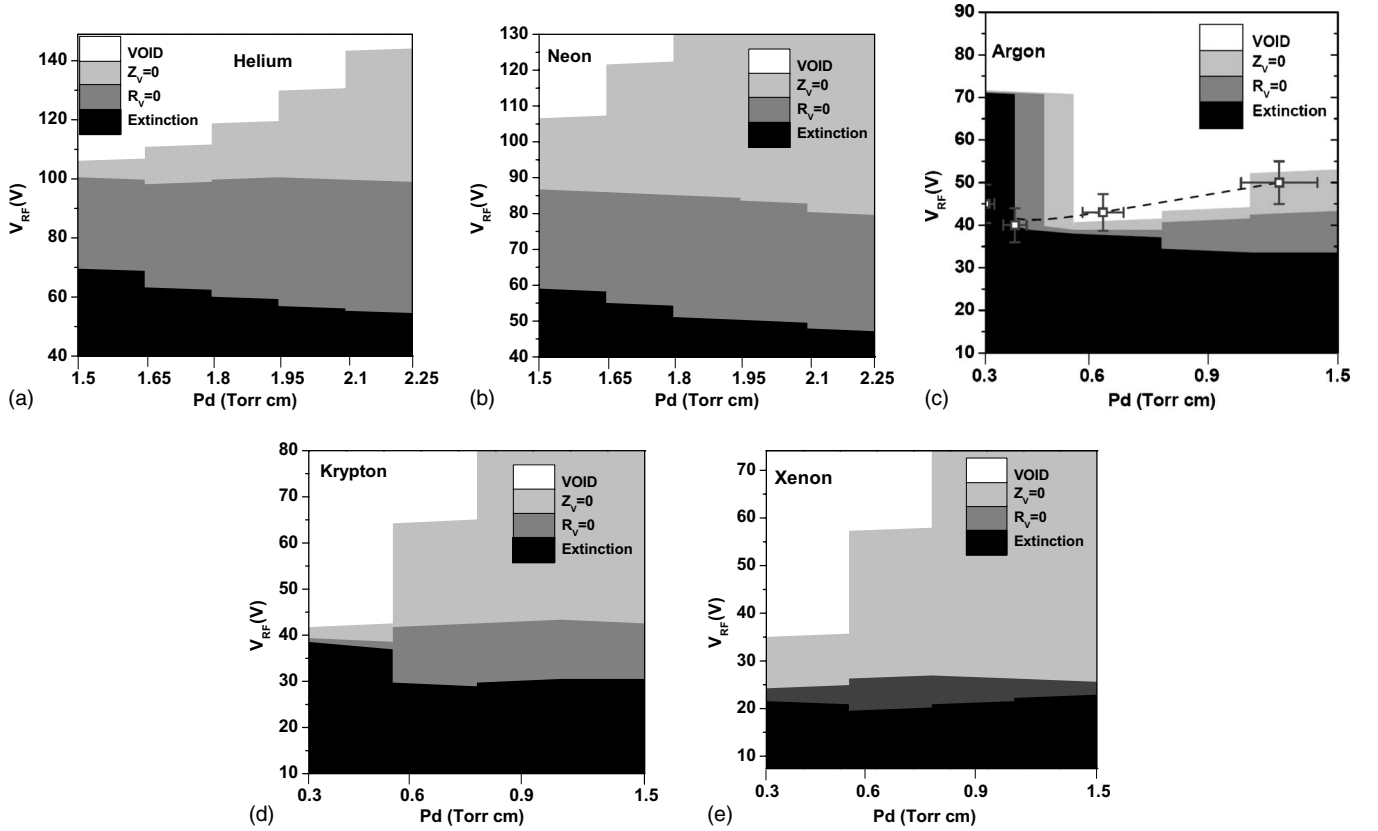 Helium
VOID
Z_V=0
R_V=0
Extinction
V_RF(V)
140
120
100
80
60
40
1.5 1.65 1.8 1.95 2.1 2.25
Pd (Torr cm)
(a)
Neon
VOID
Z_V=0
R_V=0
Extinction
V_RF(V)
130
120
110
100
90
80
70
60
50
40
1.5 1.65 1.8 1.95 2.1 2.25
Pd (Torr cm)
(b)
Argon
VOID
Z_V=0
R_V=0
Extinction
V_RF(V)
90
80
70
60
50
40
30
20
10
0.3 0.6 0.9 1.5
Pd (Torr cm)
(c)
Krypton
VOID
Z_V=0
R_V=0
Extinction
V_RF(V)
80
70
60
50
40
30
20
10
0.3 0.6 0.9 1.5
Pd (Torr cm)
(d)
Xenon
VOID
Z_V=0
R_V=0
Extinction
V_RF(V)
70
60
50
40
30
20
10
0.3 0.6 0.9 1.5
Pd (Torr cm)
(e)